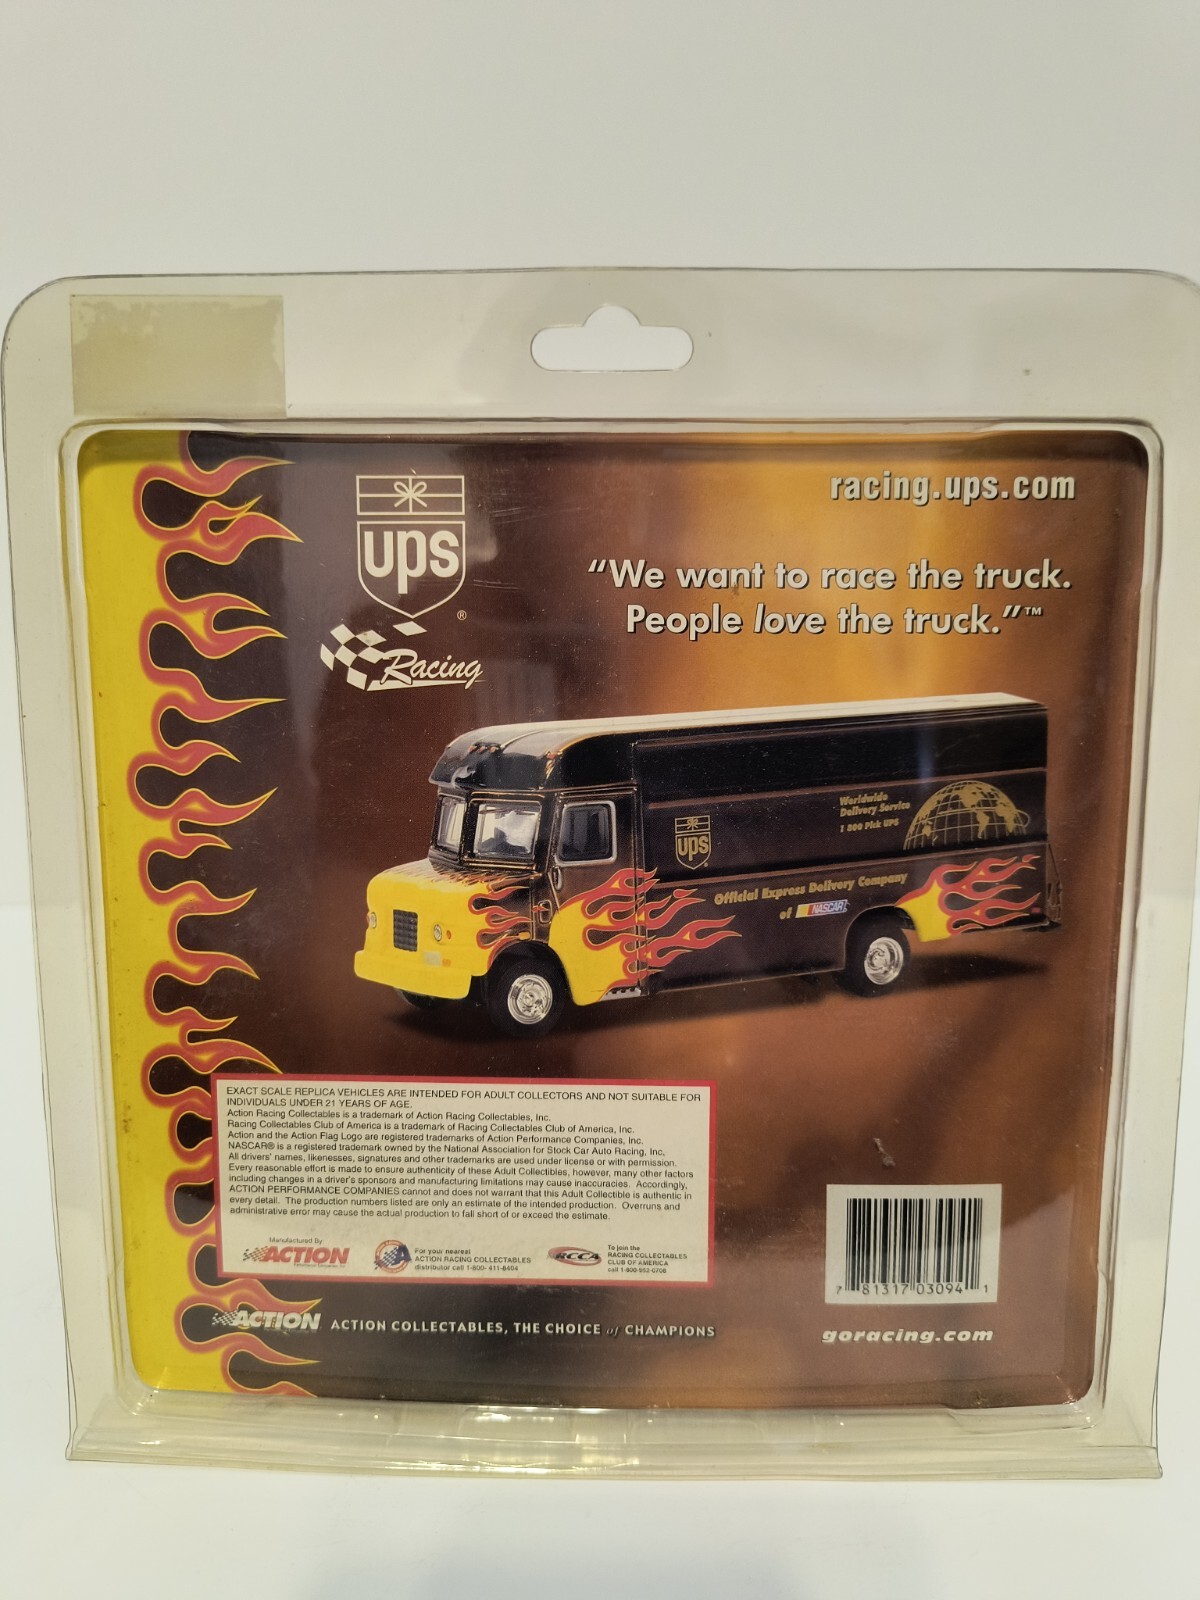 ups
®
Racing
racing.ups.com
“We want to race the truck.
People love the truck.”™
Worldwide
Delivery Service
1 800 Pick UPS
ups
Official Express Delivery Company
of NASCAR
EXACT SCALE REPLICA VEHICLES ARE INTENDED FOR ADULT COLLECTORS AND NOT SUITABLE FOR
INDIVIDUALS UNDER 21 YEARS OF AGE.
Action Racing Collectables is a trademark of Action Racing Collectables, Inc.
Racing Collectables Club of America is a trademark of Racing Collectables Club of America, Inc.
Action and the Action Flag Logo are registered trademarks of Action Performance Companies, Inc.
NASCAR® is a registered trademark owned by the National Association for Stock Car Auto Racing, Inc.
All drivers' names, likenesses, signatures and other trademarks are used under license or with permission.
Every reasonable effort is made to ensure authenticity of these Adult Collectibles, however, many other factors
including changes in a driver's sponsors and manufacturing limitations may cause inaccuracies. Accordingly,
ACTION PERFORMANCE COMPANIES cannot and does not warrant that this Adult Collectible is authentic in
every detail. The production numbers listed are only an estimate of the intended production. Overruns and
administrative error may cause the actual production to fall short of or exceed the estimate.
Manufactured By
ACTION
For your nearest
ACTION RACING COLLECTABLES
distributor call 1-800-411-8404
RCCA
To join the
RACING COLLECTABLES
CLUB OF AMERICA
call 1-800-952-0708
7 81317 03094 1
ACTION ACTION COLLECTABLES, THE CHOICE of CHAMPIONS
goracing.com